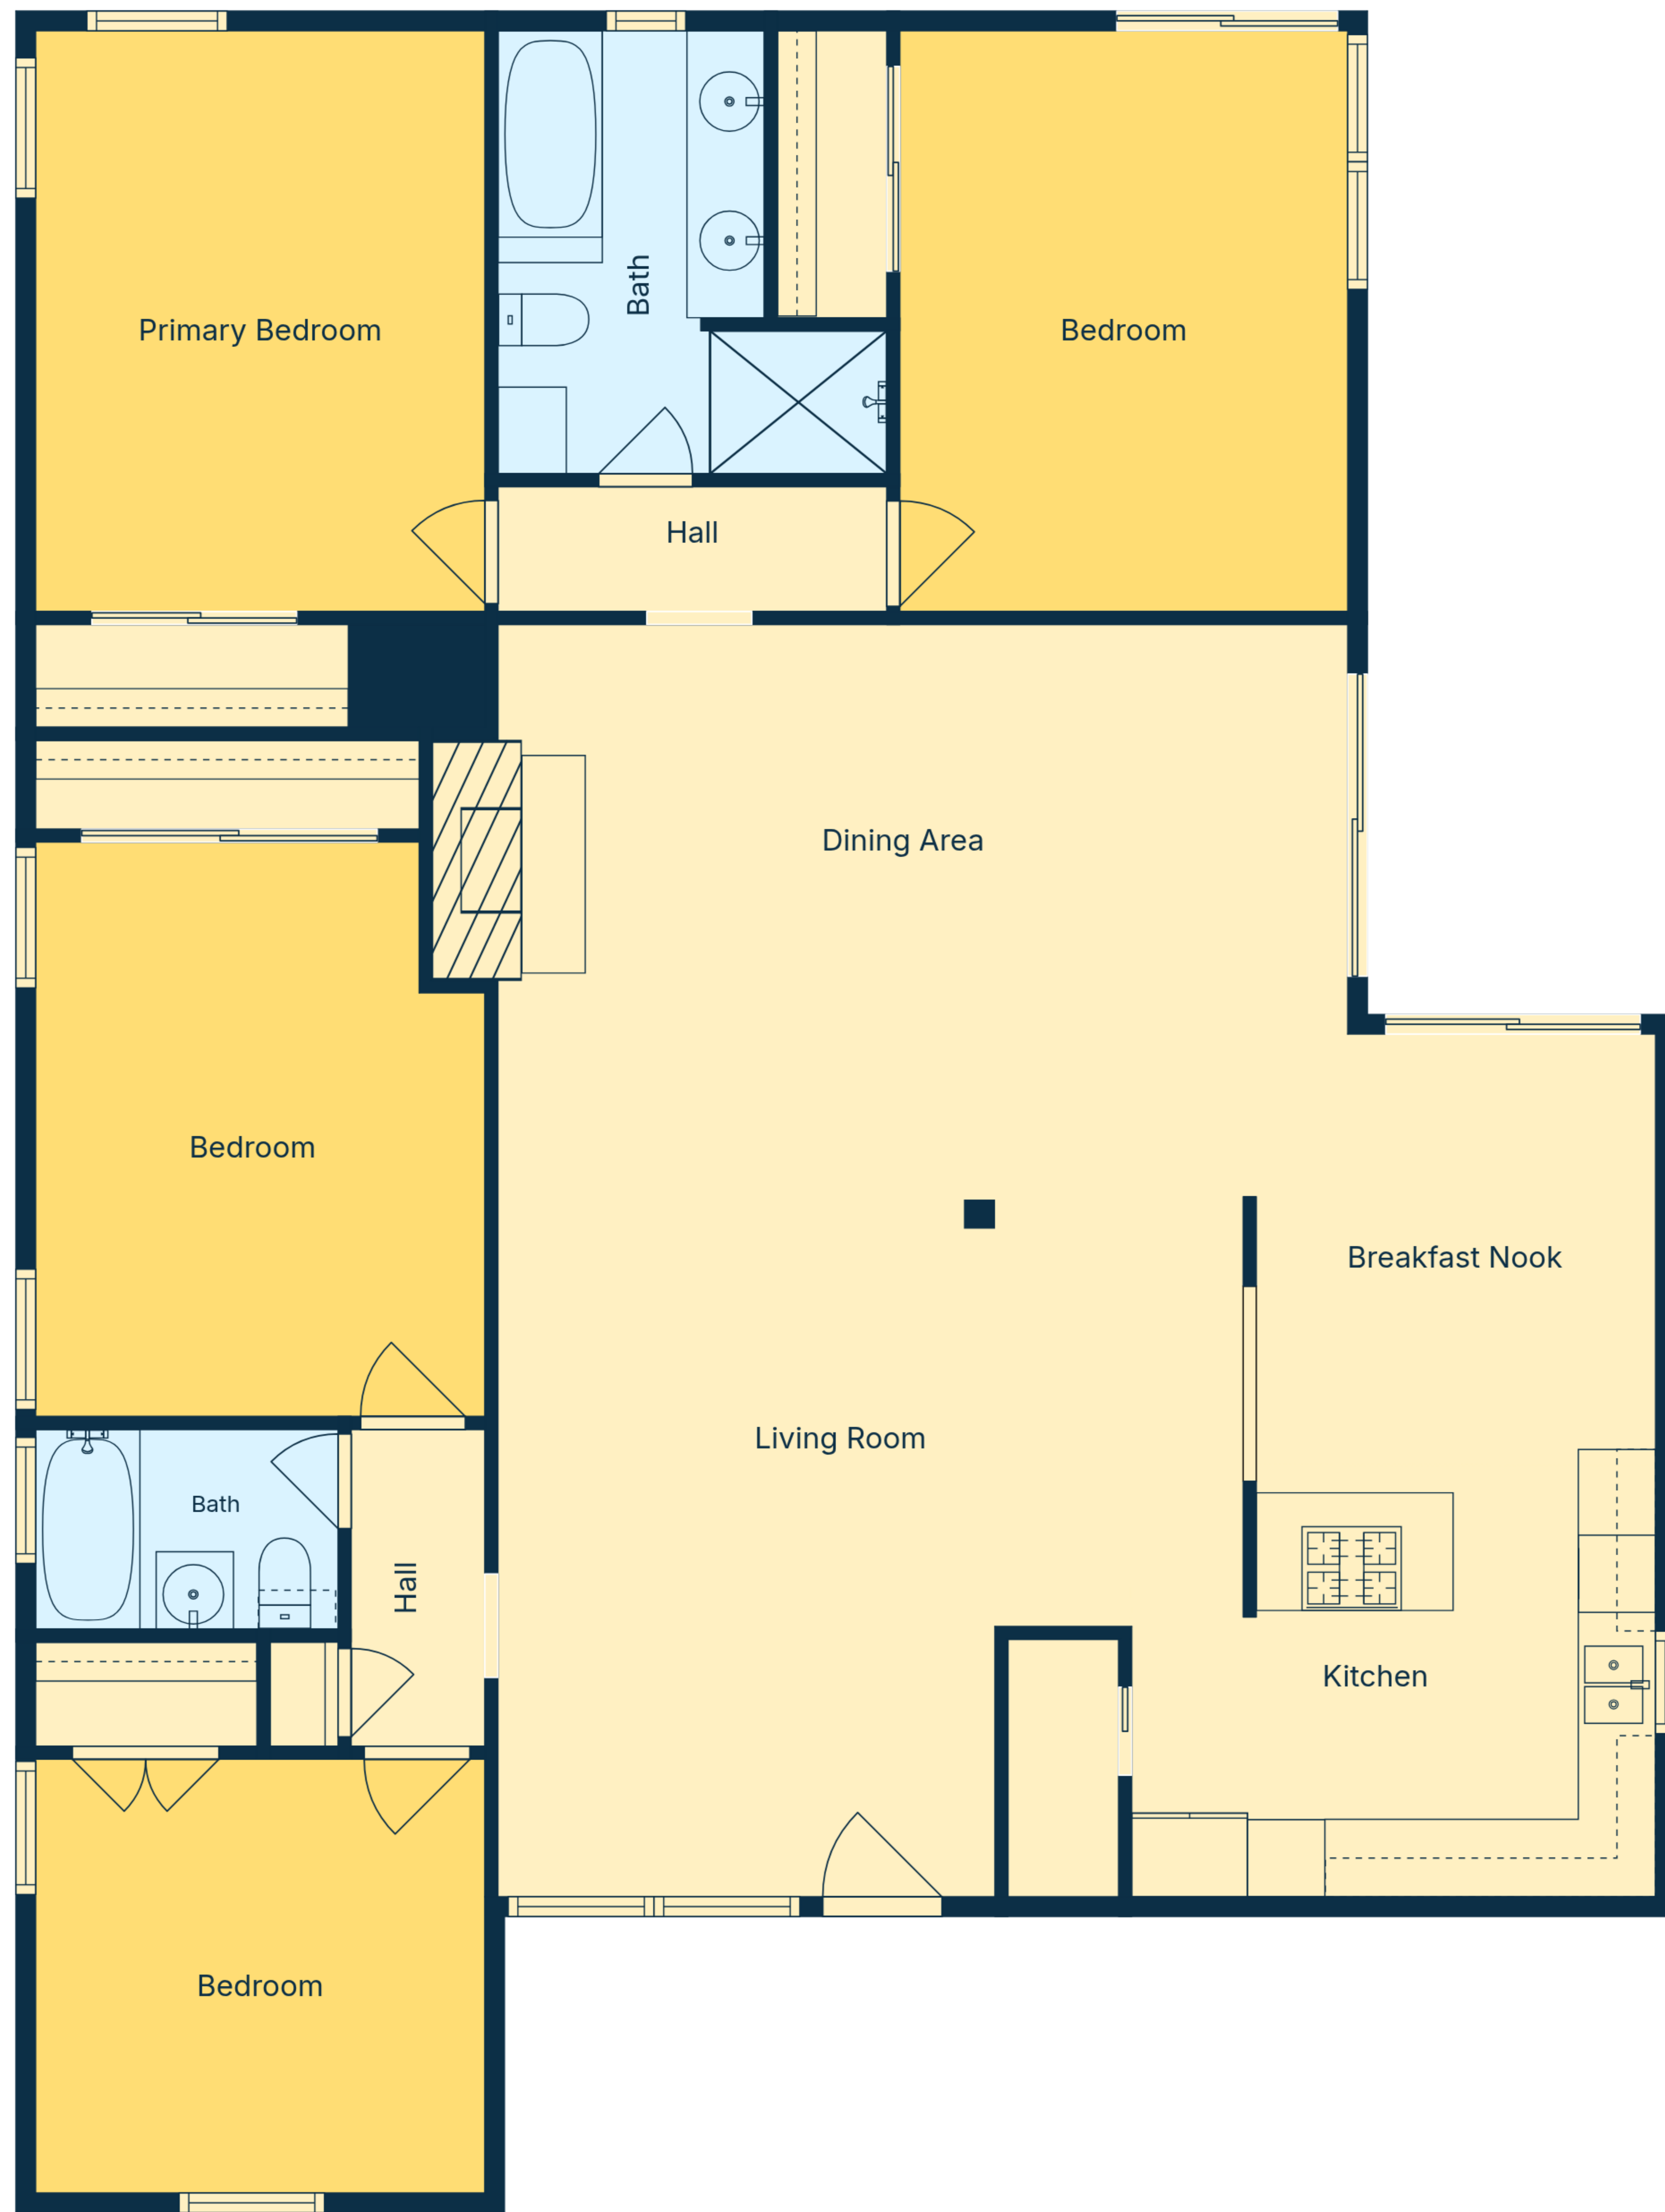 Bath
Primary Bedroom
Bedroom
Hall
Dining Area
Bedroom
Breakfast Nook
Living Room
Bath
Hall
Kitchen
Bedroom